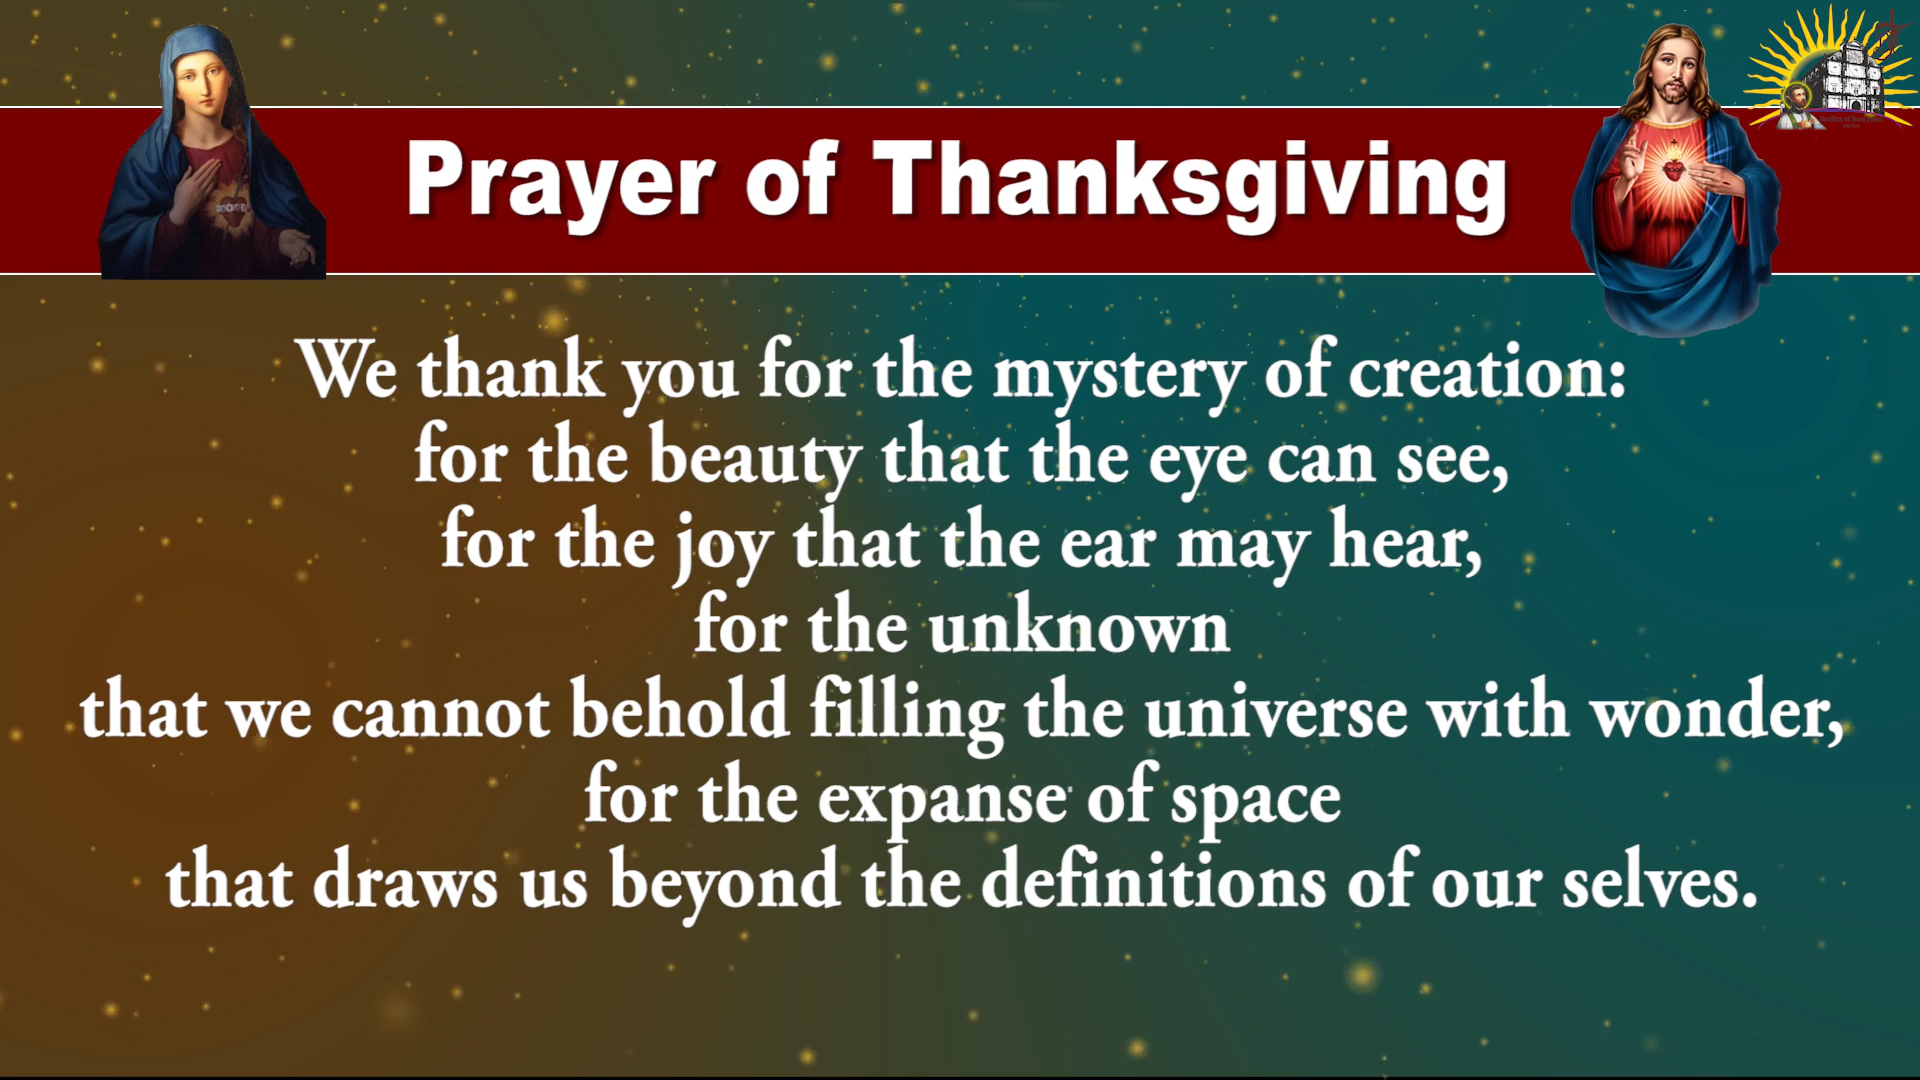 Prayer of Thanksgiving
We thank you for the mystery of creation:
for the beauty that the eye can see,
for the joy that the ear may hear,
for the unknown
that we cannot behold filling the universe with wonder,
for the expanse of space
that draws us beyond the definitions of our selves.